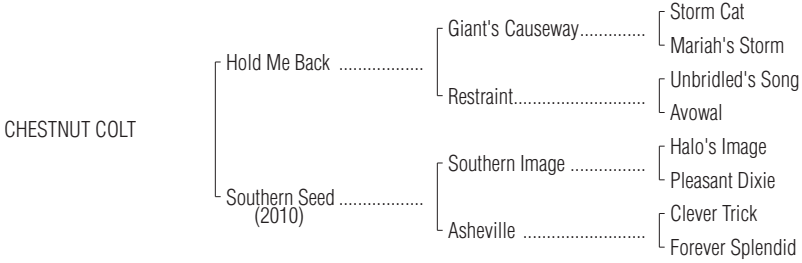 Storm Cat
Giant's Causeway..............
Mariah's Storm
Hold Me Back ..................
Unbridled's Song
Restraint............................
Avowal
CHESTNUT COLT
Halo's Image
Southern Image ................
Pleasant Dixie
Southern Seed ..................
(2010)
Clever Trick
Asheville ..........................
Forever Splendid